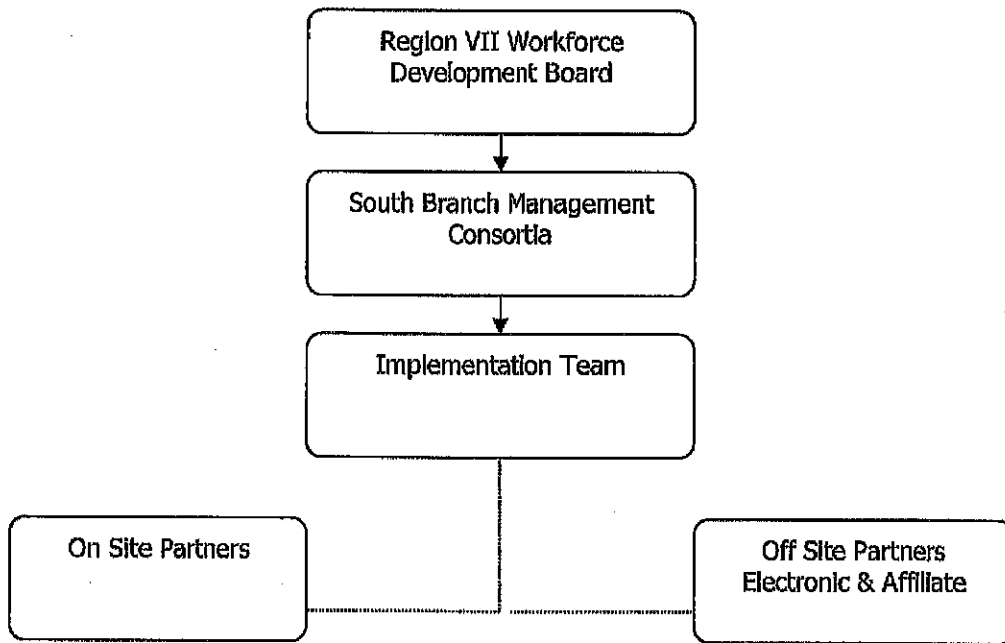 Region VII Workforce
Development Board
South Branch Management
Consortia
Implementation Team
On Site Partners
Off Site Partners
Electronic & Affiliate